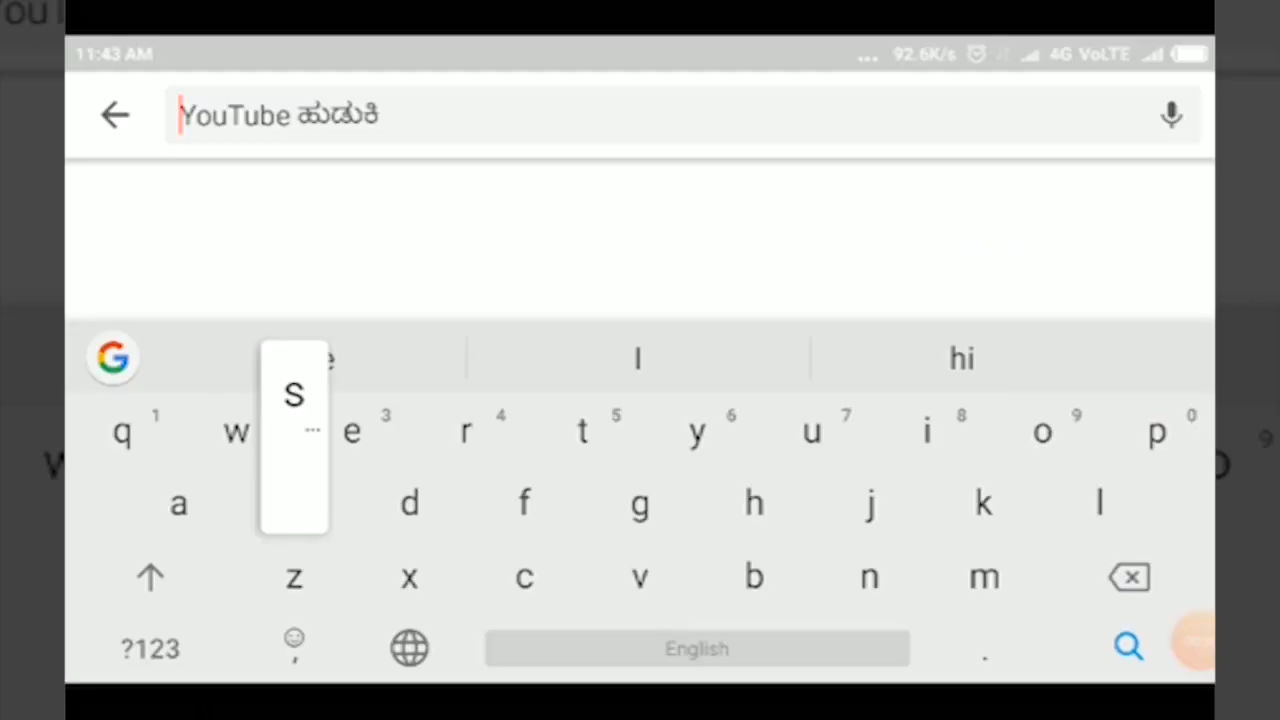 11:43 AM ... 92.6K/s 4G VoLTE
YouTube ಹುಡುಕಿ
G I hi
q 1 w e 3 r 4 t 5 y 6 u 7 i 8 o 9 p 0
S ...
a d f g h j k l
z x c v b n m
?123 , English .